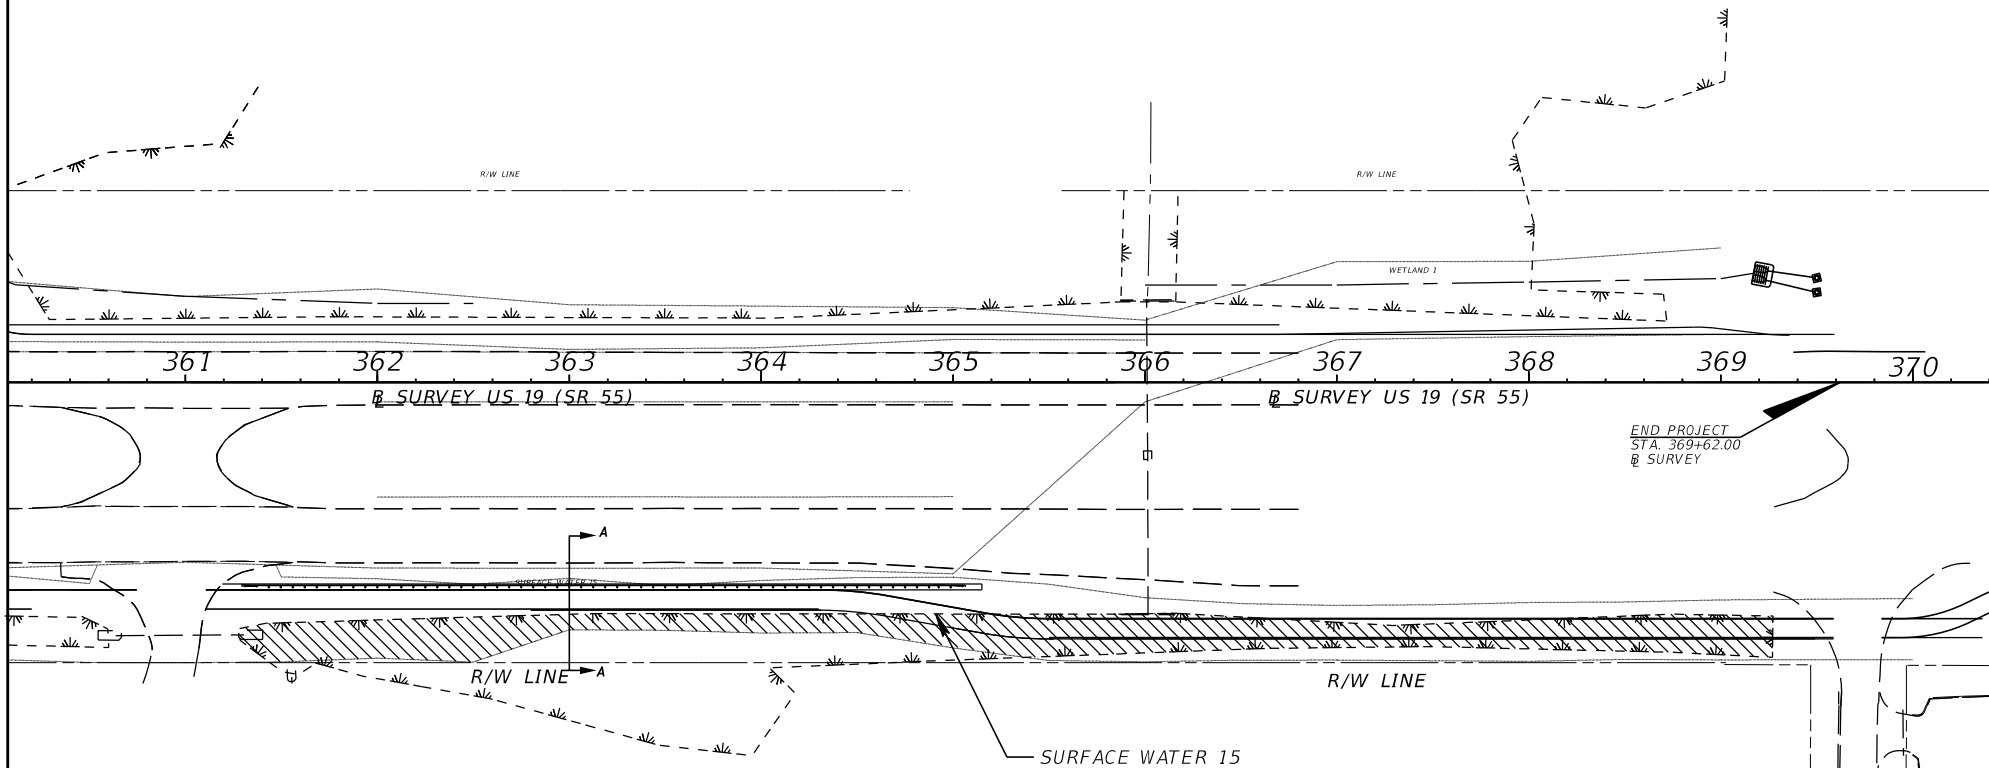 R/W LINE
R/W LINE
WETLAND 1
361 362 363 364 365 366 367 368 369 370
℄ SURVEY US 19 (SR 55)
℄ SURVEY US 19 (SR 55)
END PROJECT
STA. 369+62.00
℄ SURVEY
A
SURFACE WATER 15
A
R/W LINE
R/W LINE
SURFACE WATER 15